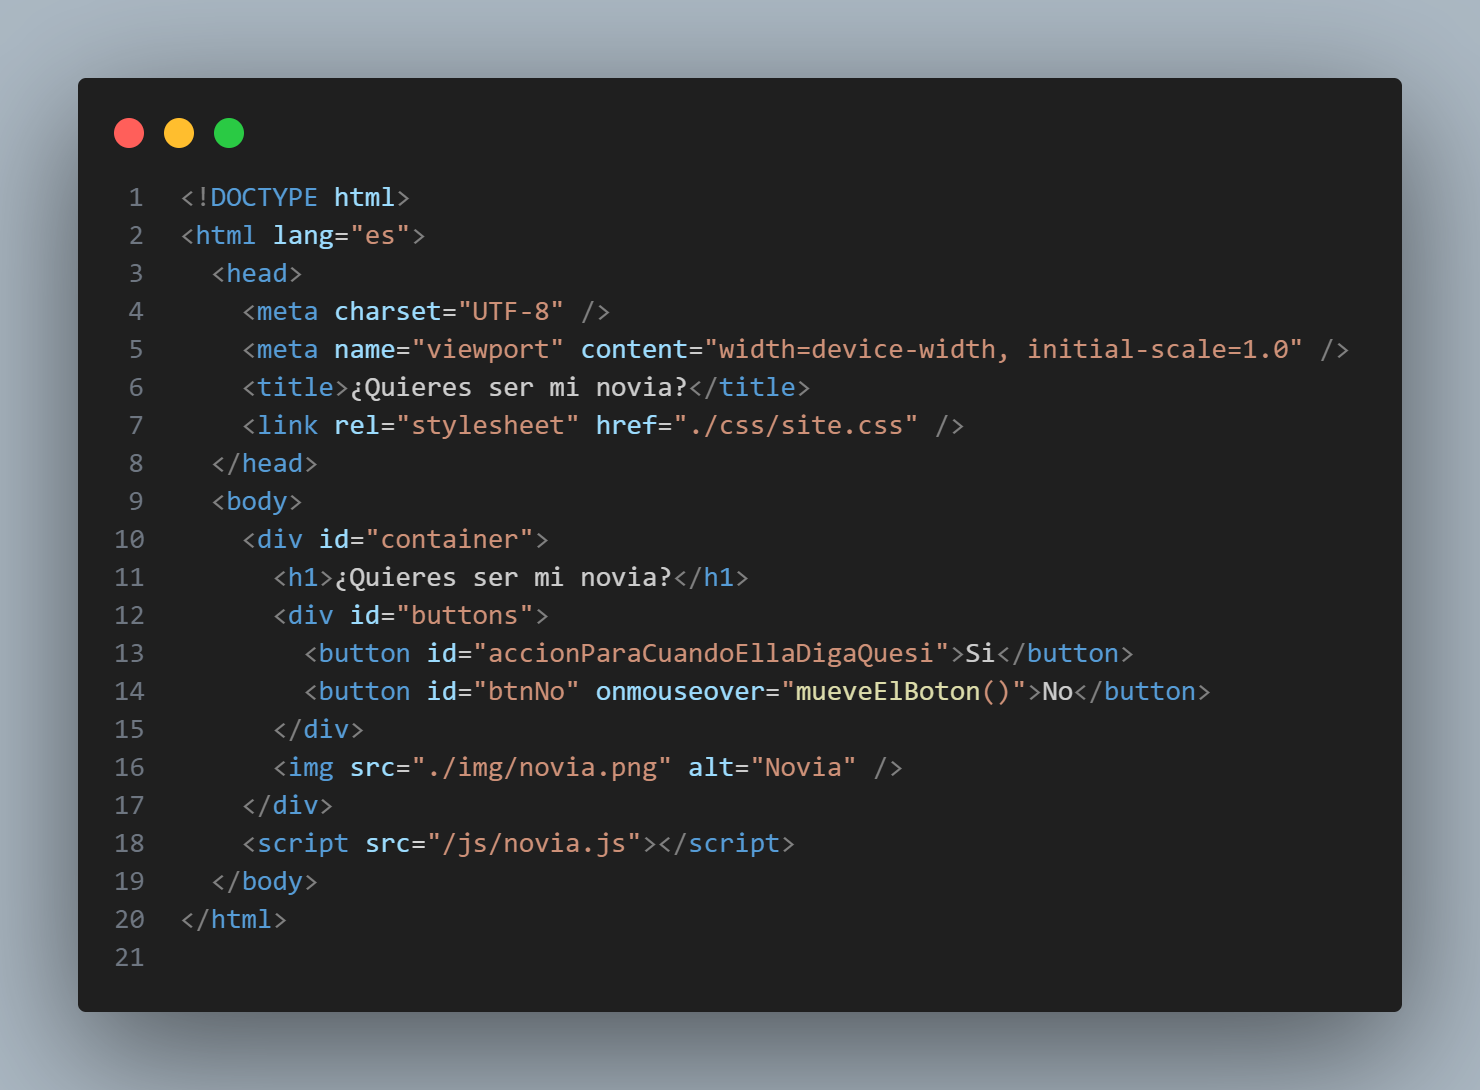 1 <!DOCTYPE html>
2 <html lang="es">
3   <head>
4     <meta charset="UTF-8" />
5     <meta name="viewport" content="width=device-width, initial-scale=1.0" />
6     <title>¿Quieres ser mi novia?</title>
7     <link rel="stylesheet" href="./css/site.css" />
8   </head>
9   <body>
10     <div id="container">
11       <h1>¿Quieres ser mi novia?</h1>
12       <div id="buttons">
13         <button id="accionParaCuandoEllaDigaQuesi">Si</button>
14         <button id="btnNo" onmouseover="mueveElBoton()">No</button>
15       </div>
16       <img src="./img/novia.png" alt="Novia" />
17     </div>
18     <script src="/js/novia.js"></script>
19   </body>
20 </html>
21